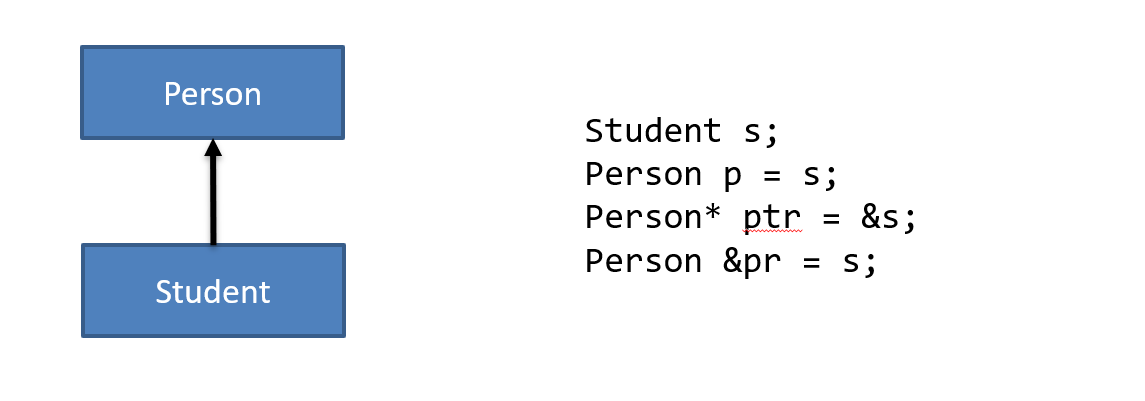 Person
Student
Student s;
Person p = s;
Person* ptr = &s;
Person &pr = s;